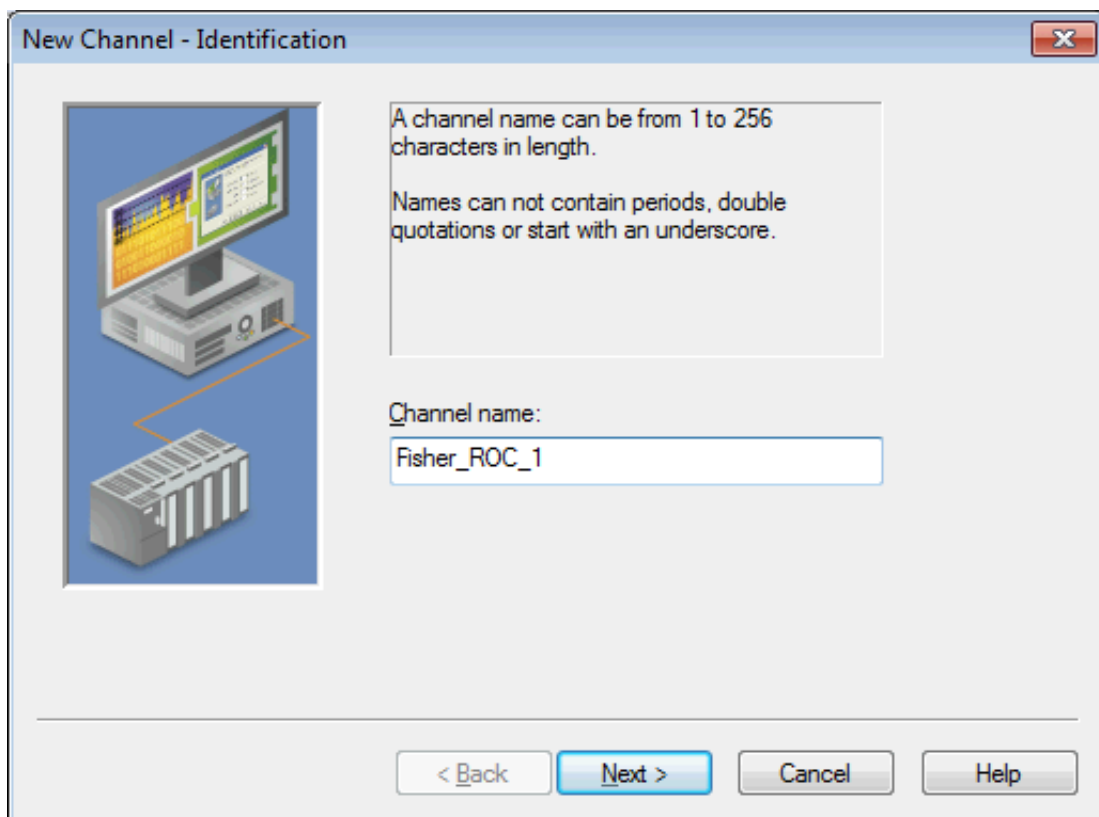 New Channel - Identification
A channel name can be from 1 to 256
characters in length.
Names can not contain periods, double
quotations or start with an underscore.
Channel name:
Fisher_ROC_1
< Back Next > Cancel Help